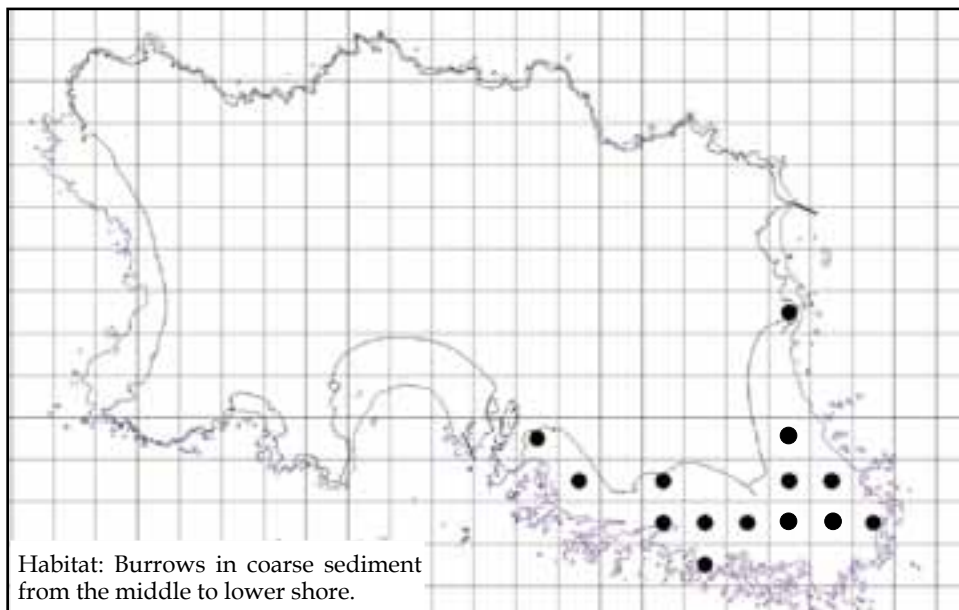 Habitat: Burrows in coarse sediment
from the middle to lower shore.